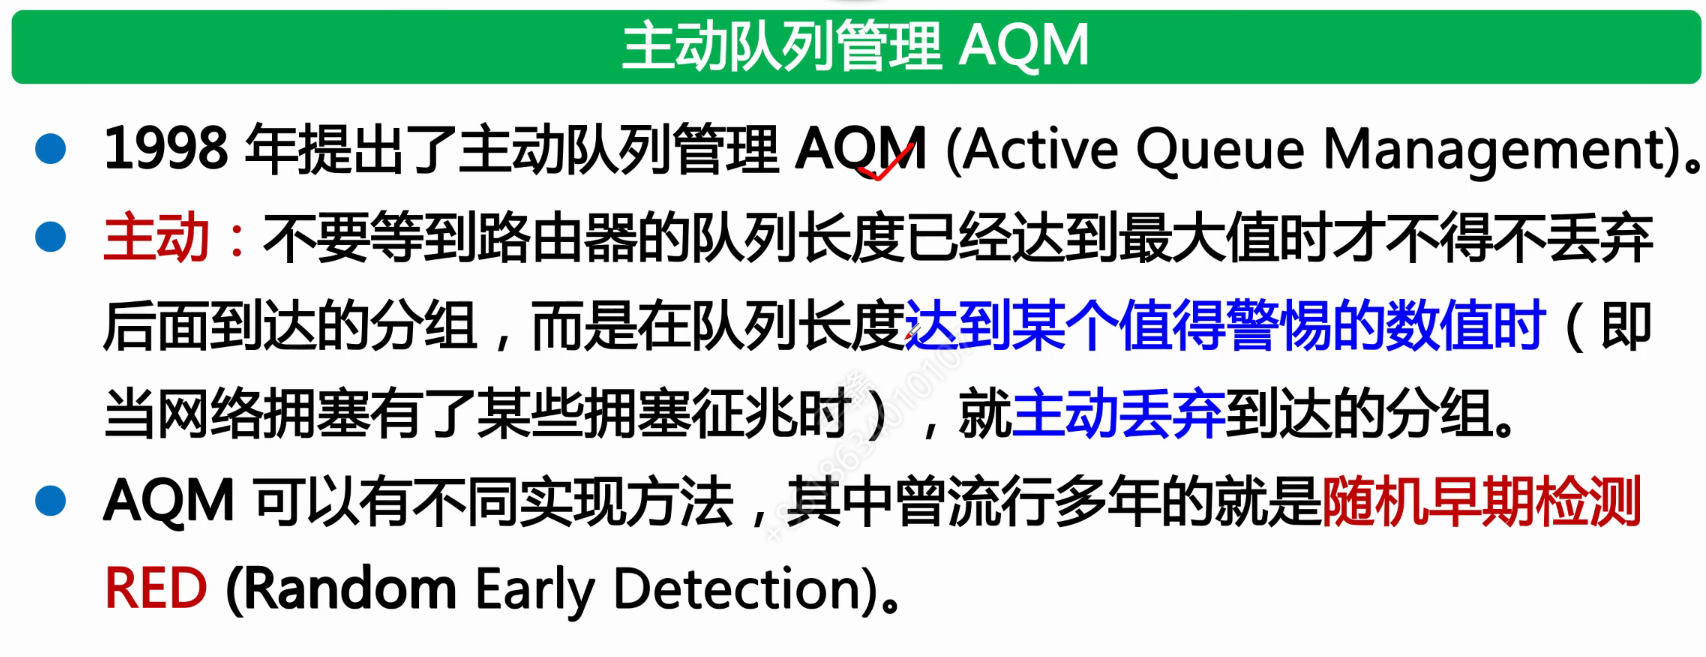 主动队列管理 AQM
1998 年提出了主动队列管理 AQM (Active Queue Management)。
主动：不要等到路由器的队列长度已经达到最大值时才不得不丢弃
后面到达的分组，而是在队列长度达到某个值得警惕的数值时（即
当网络拥塞有了某些拥塞征兆时），就主动丢弃到达的分组。
AQM 可以有不同实现方法，其中曾流行多年的就是随机早期检测
RED (Random Early Detection)。